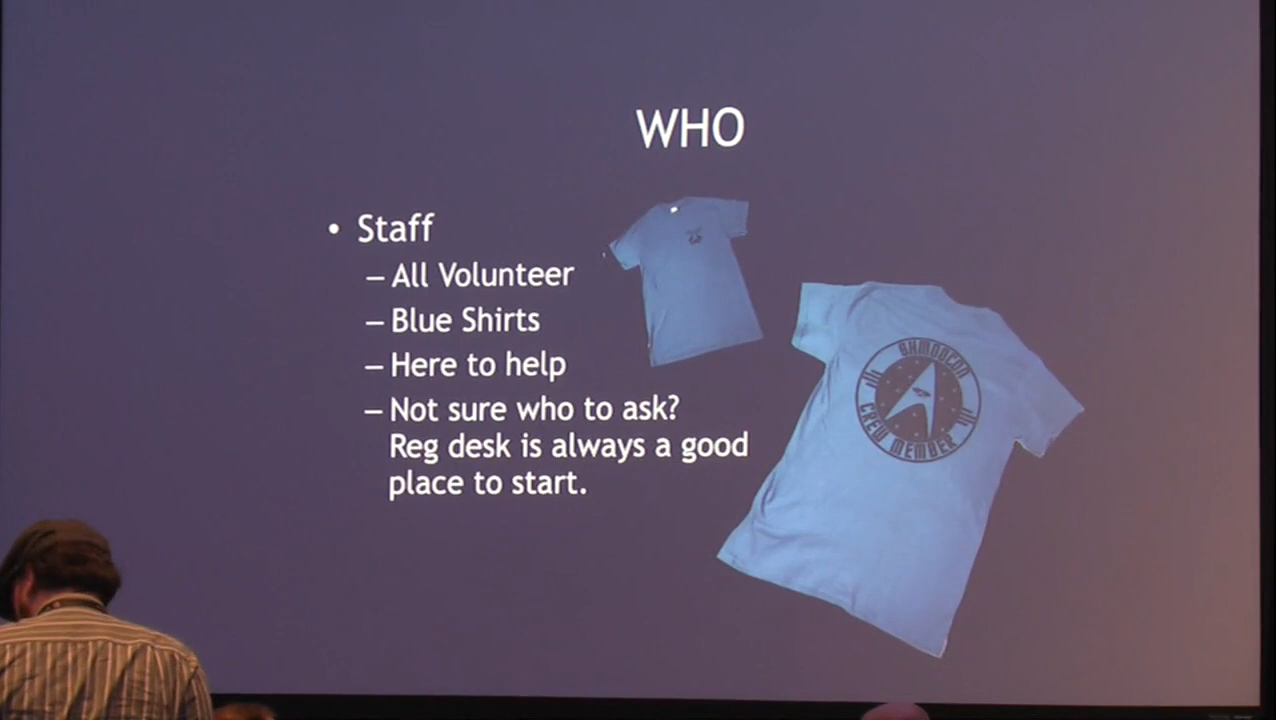 WHO
• Staff
– All Volunteer
– Blue Shirts
– Here to help
– Not sure who to ask?
Reg desk is always a good
place to start.
SHMOOCON
CREW MEMBER